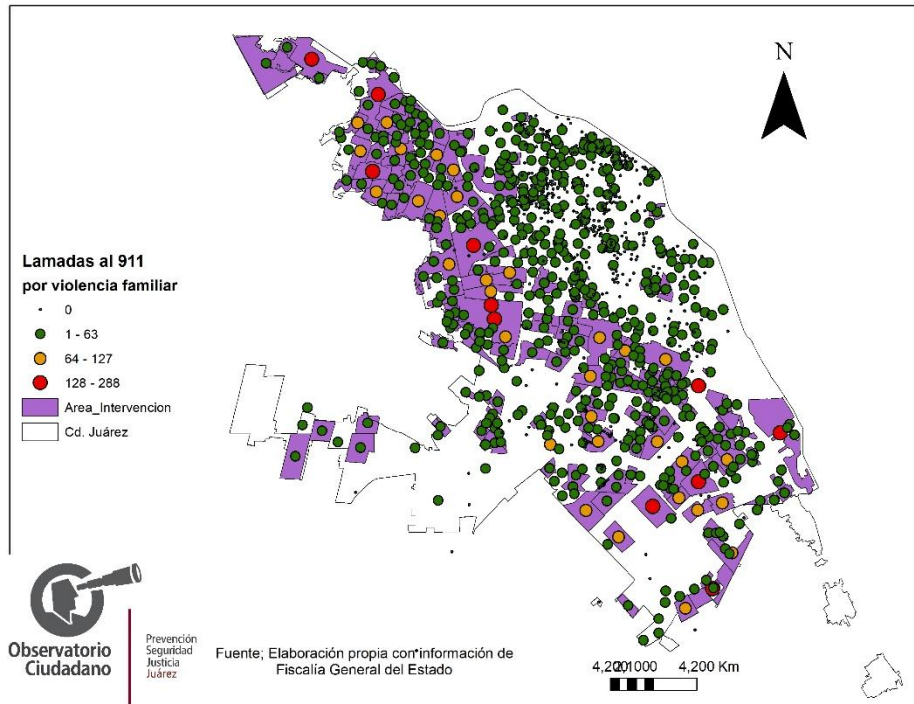 N
Lamadas al 911
por violencia familiar
0
1 - 63
64 - 127
128 - 288
Area_Intervencion
Cd. Juárez
Observatorio
Ciudadano
Prevención
Seguridad
Justicia
Juárez
Fuente; Elaboración propia con información de
Fiscalía General del Estado
4,200 Km